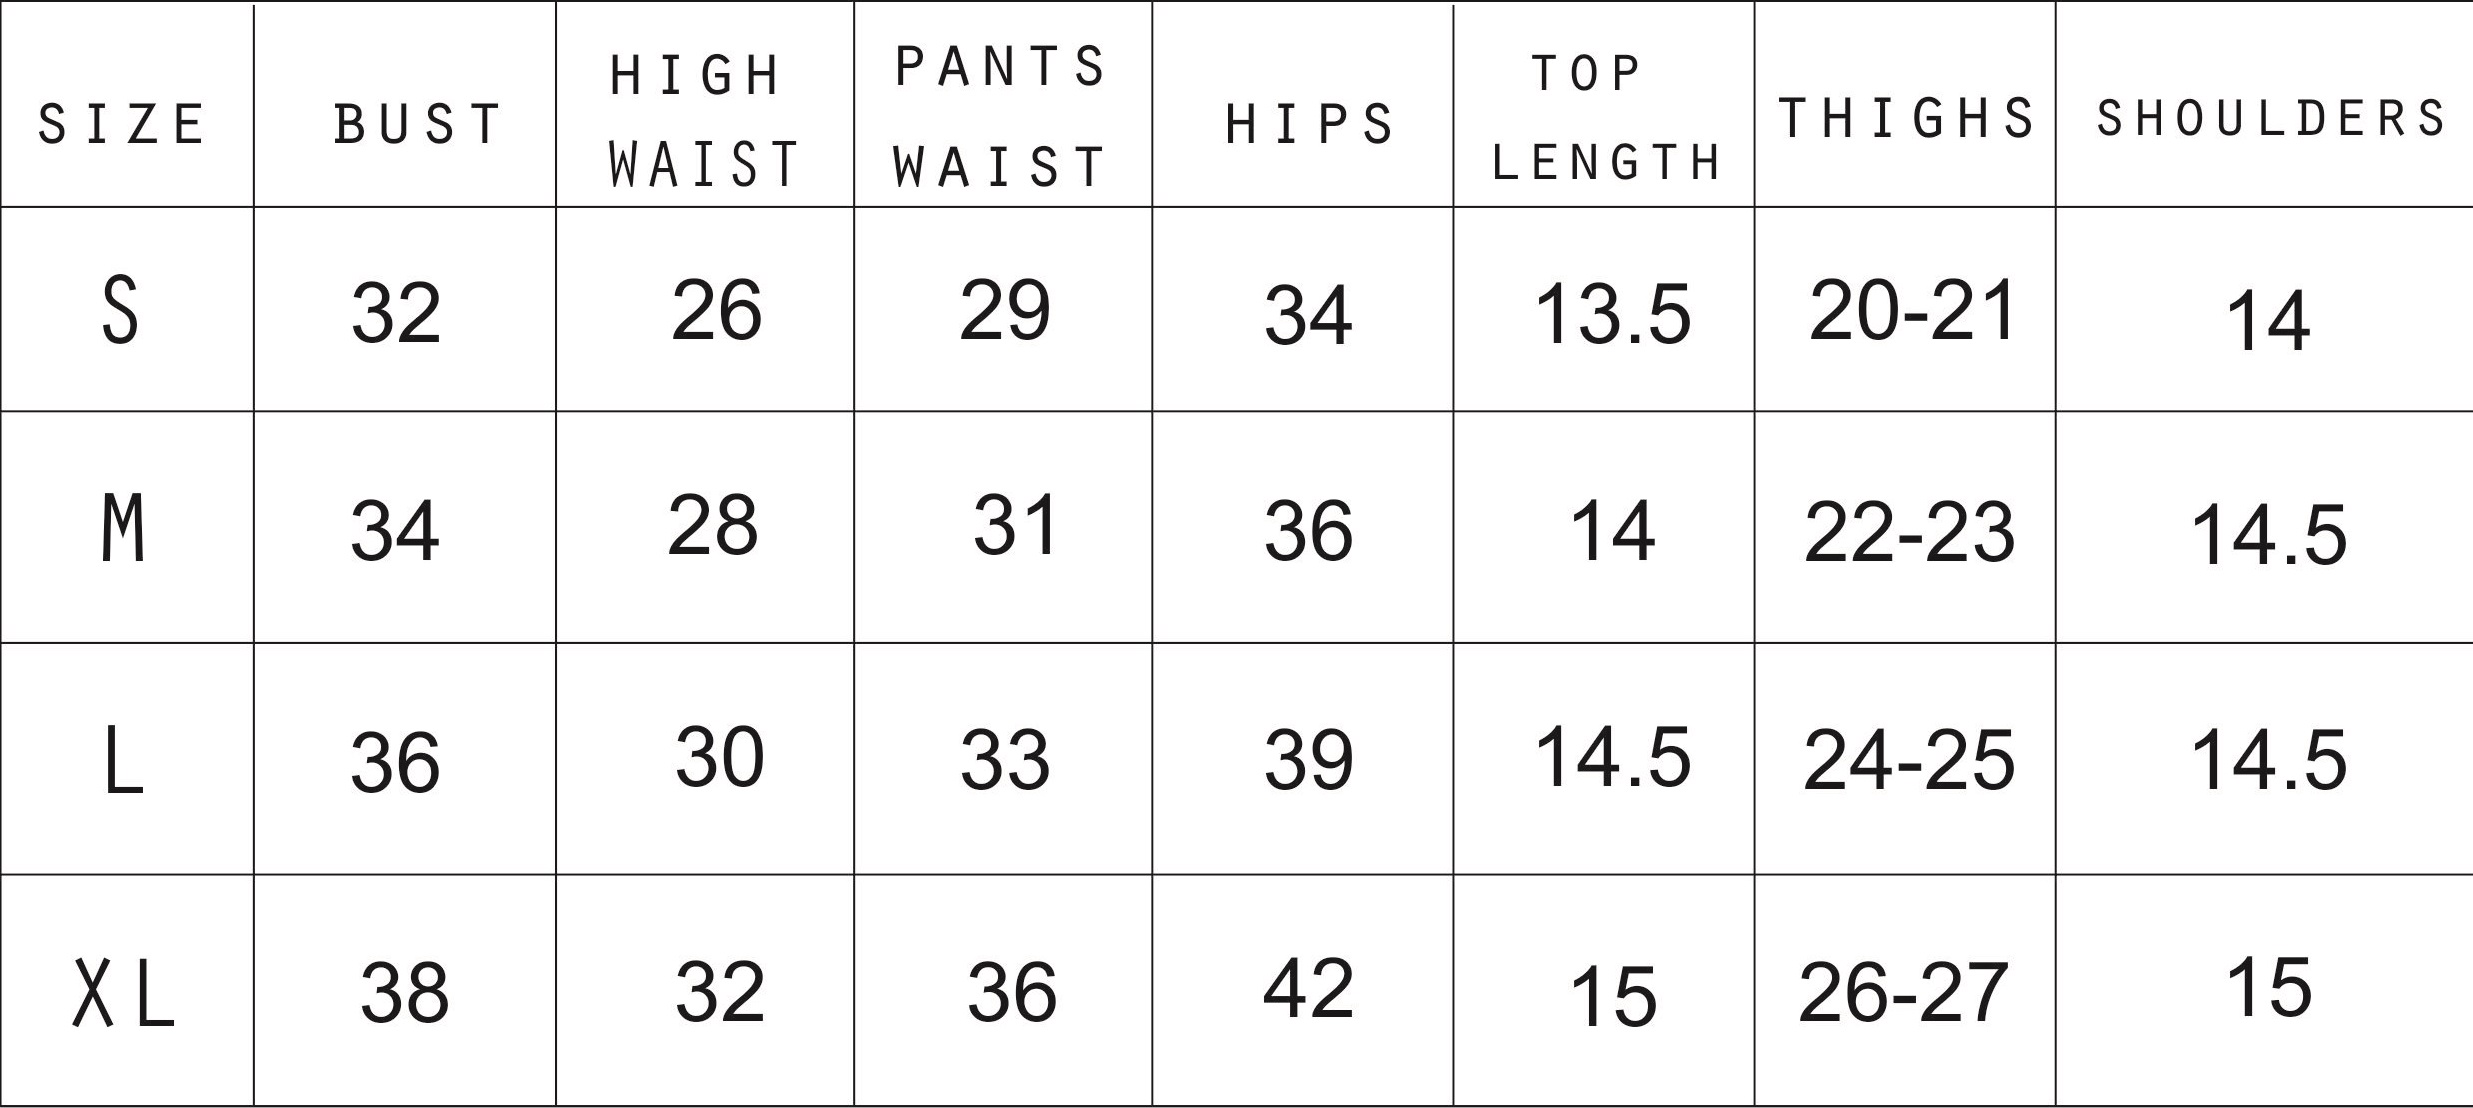 SIZE BUST HIGH WAIST PANTS WAIST HIPS TOP LENGTH THIGHS SHOULDERS
S 32 26 29 34 13.5 20-21 14
M 34 28 31 36 14 22-23 14.5
L 36 30 33 39 14.5 24-25 14.5
XL 38 32 36 42 15 26-27 15